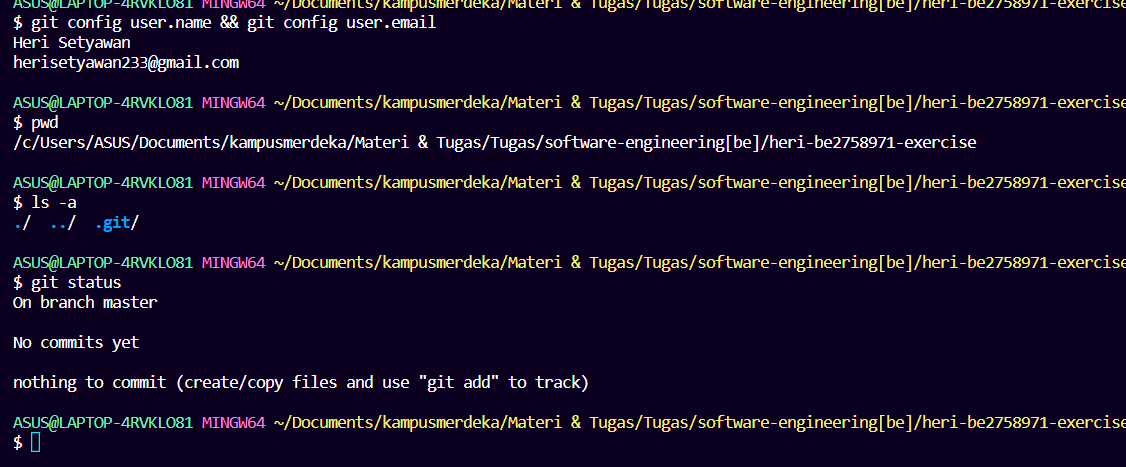 ASUS@LAPTOP-4RVKLO81 MINGW64 ~/Documents/kampusmerdeka/Materi & Tugas/Tugas/software-engineering[be]/heri-be2758971-exercise
$ git config user.name && git config user.email
Heri Setyawan
herisetyawan233@gmail.com
ASUS@LAPTOP-4RVKLO81 MINGW64 ~/Documents/kampusmerdeka/Materi & Tugas/Tugas/software-engineering[be]/heri-be2758971-exercise
$ pwd
/c/Users/ASUS/Documents/kampusmerdeka/Materi & Tugas/Tugas/software-engineering[be]/heri-be2758971-exercise
ASUS@LAPTOP-4RVKLO81 MINGW64 ~/Documents/kampusmerdeka/Materi & Tugas/Tugas/software-engineering[be]/heri-be2758971-exercise
$ ls -a
./  ../  .git/
ASUS@LAPTOP-4RVKLO81 MINGW64 ~/Documents/kampusmerdeka/Materi & Tugas/Tugas/software-engineering[be]/heri-be2758971-exercise
$ git status
On branch master
No commits yet
nothing to commit (create/copy files and use "git add" to track)
ASUS@LAPTOP-4RVKLO81 MINGW64 ~/Documents/kampusmerdeka/Materi & Tugas/Tugas/software-engineering[be]/heri-be2758971-exercise
$